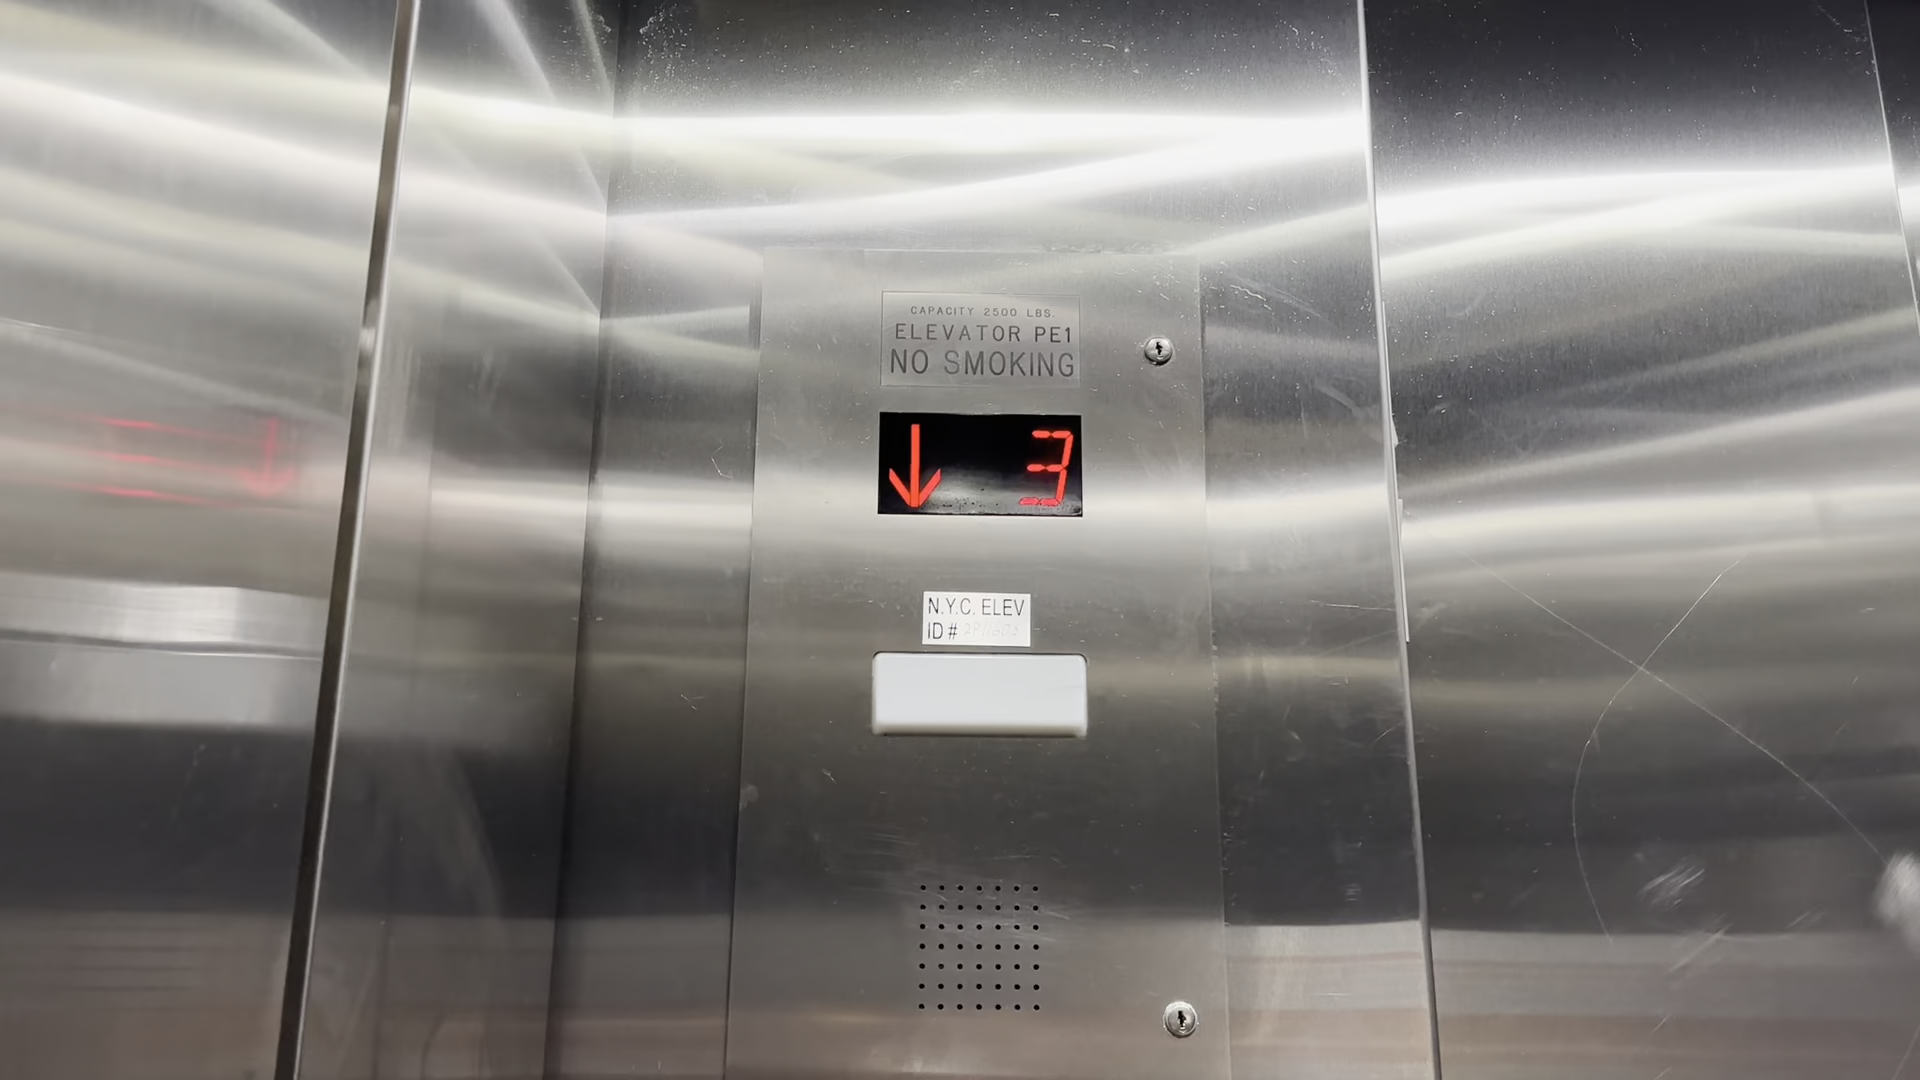 CAPACITY 2500 LBS.
ELEVATOR PE1
NO SMOKING
↓ 3
N.Y.C. ELEV
ID #